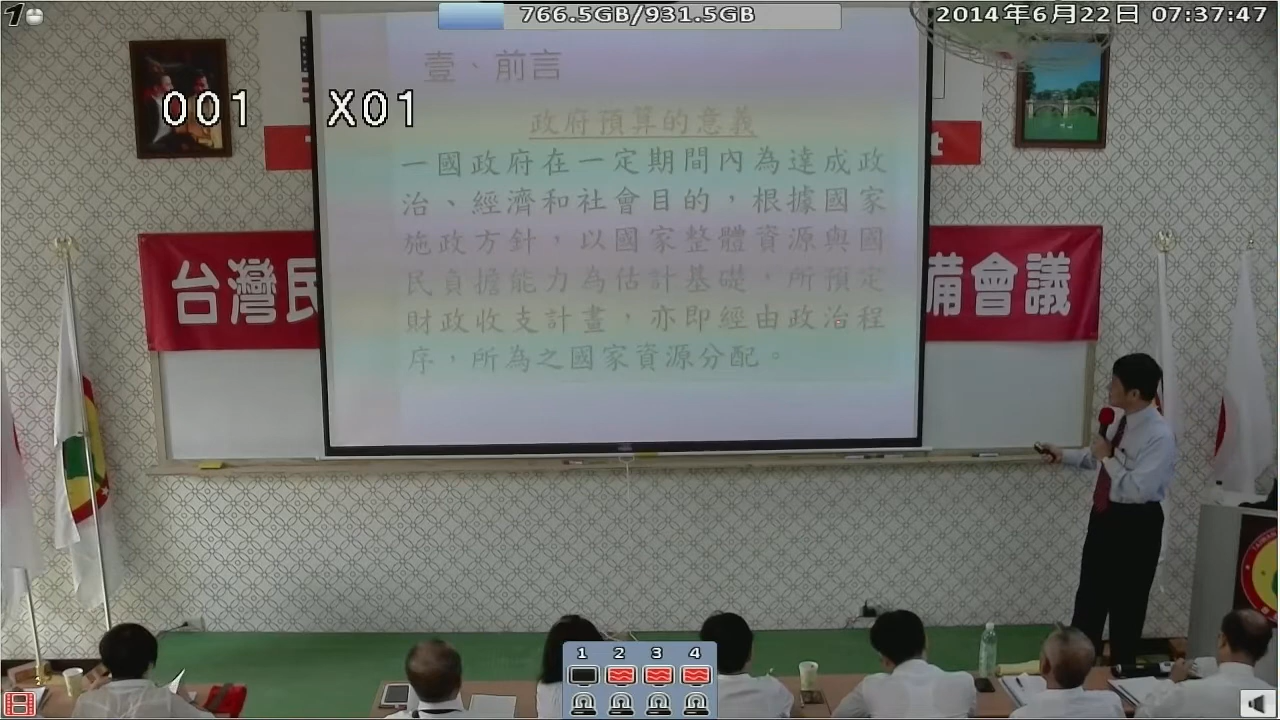 1
766.5GB/931.5GB
2014年6月22日 07:37:47
001 X01
壹、前言
政府預算的意義
一國政府在一定期間內為達成政
治、經濟和社會目的,根據國家
施政方針,以國家整體資源與國
民負擔能力為估計基礎,所預定
財政收支計畫,亦即經由政治程
序,所為之國家資源分配。
t
台灣民
備會議
1 2 3 4